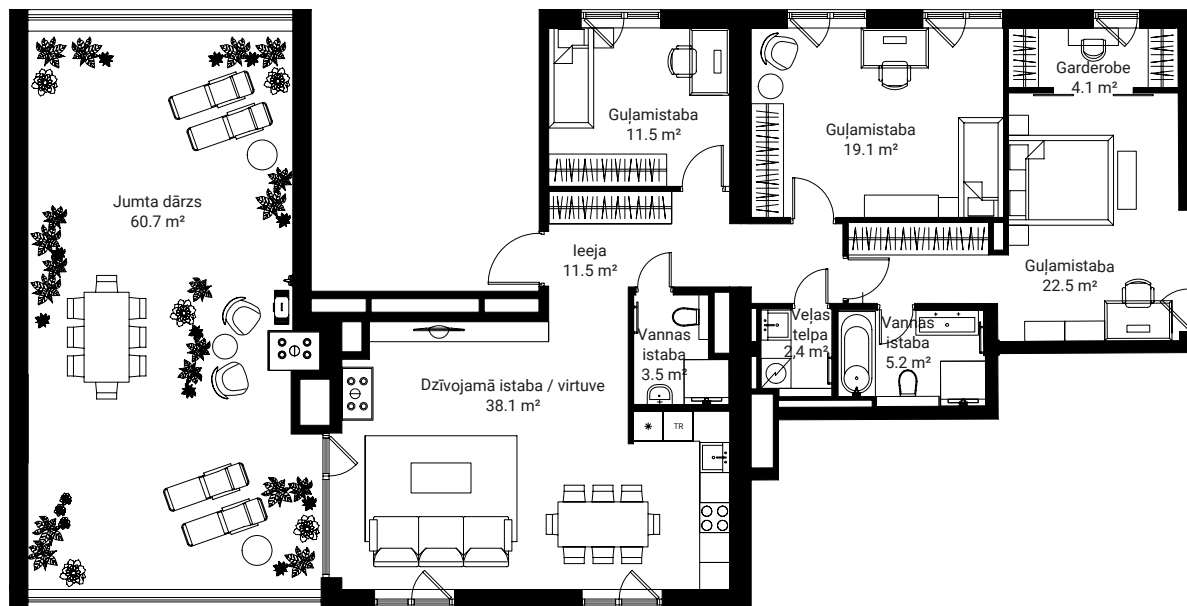 Jumta dārzs
60.7 m²
Guļamistaba
11.5 m²
Guļamistaba
19.1 m²
Garderobe
4.1 m²
Ieeja
11.5 m²
Guļamistaba
22.5 m²
Vannas
istaba
3.5 m²
Veļas
telpa
2,4 m²
Vannas
istaba
5.2 m²
Dzīvojamā istaba / virtuve
38.1 m²
TR